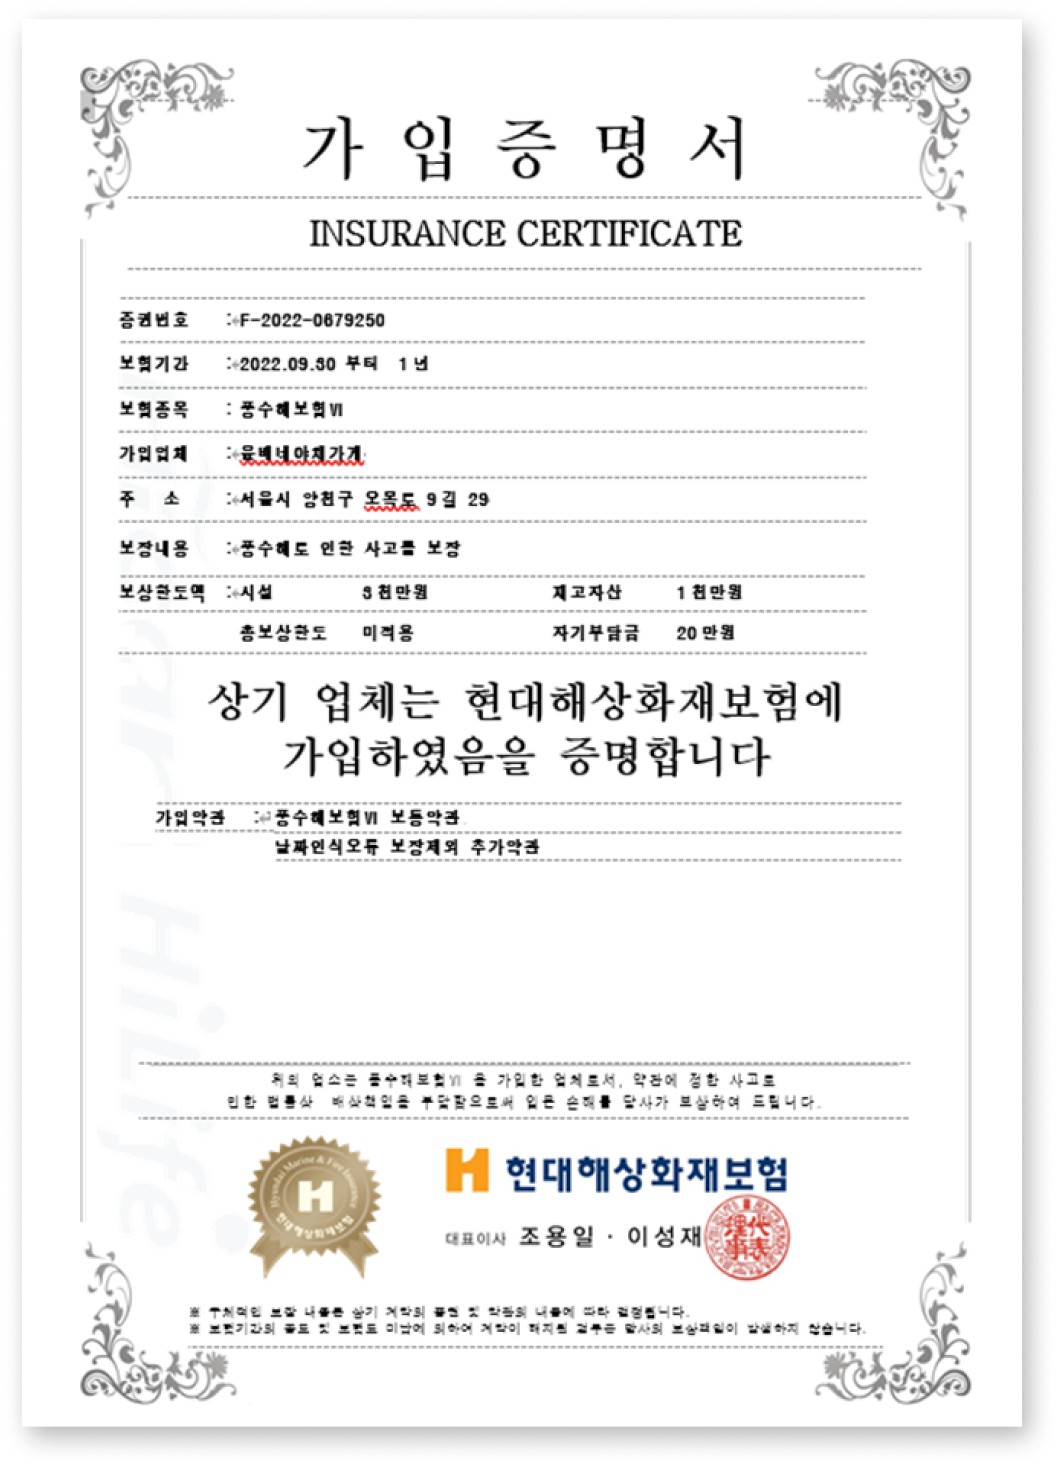 가 입 증 명 서
INSURANCE CERTIFICATE
증권번호 : F-2022-0679250
보험기간 : 2022.09.30 부터 1 년
보험종목 : 풍수해보험Ⅵ
가입업체 : 윤베네야채가게
주 소 : 서울시 양천구 오목로 9길 29
보장내용 : 풍수해로 인한 사고를 보장
보상한도액 : 시설 3 천만원 재고자산 1 천만원
총보상한도 미적용 자기부담금 20 만원
상기 업체는 현대해상화재보험에
가입하였음을 증명합니다
가입약관 : 풍수해보험Ⅵ 보통약관
날짜인식오류 보장제외 추가약관
위의 업소는 풍수해보험Ⅵ 을 가입한 업체로서, 약관에 정한 사고로
인한 법률상 배상책임을 부담함으로써 입은 손해를 당사가 보상하여 드립니다.
Hyundai Marine & Fire Insurance
H
현대해상화재보험
H 현대해상화재보험
대표이사 조용일 · 이성재
代表理事
※ 구체적인 보장 내용은 상기 계약의 증권 및 약관의 내용에 따라 결정됩니다.
※ 보험기간의 종료 및 보험료 미납에 의하여 계약이 해지된 경우는 당사의 보상책임이 발생하지 않습니다.
HiLife